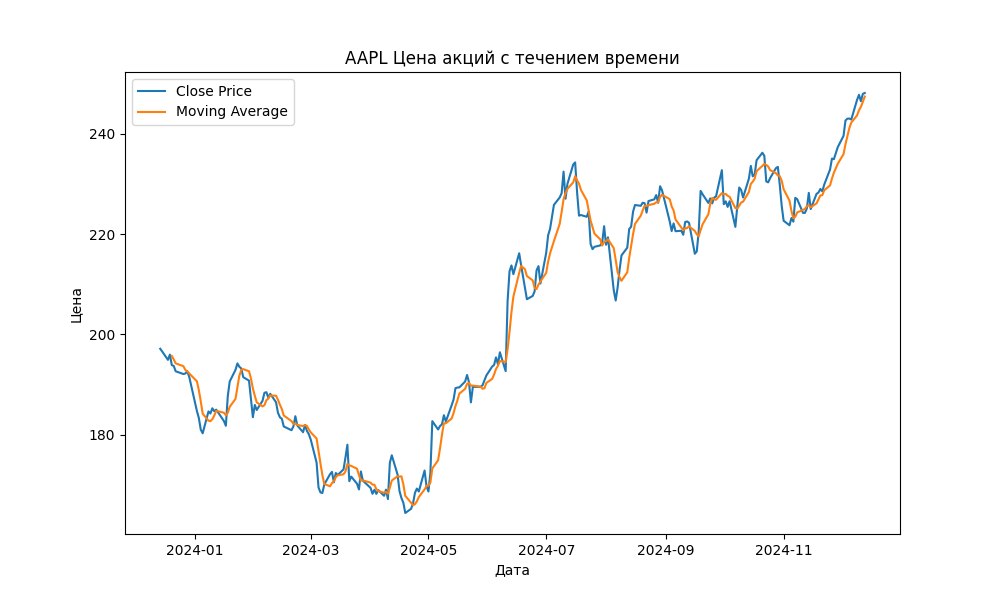 AAPL Цена акций с течением времени
Close Price
Moving Average
Цена
240
220
200
180
2024-01 2024-03 2024-05 2024-07 2024-09 2024-11
Дата